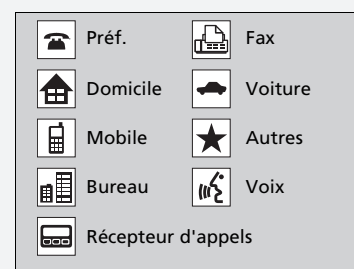 Préf.
Fax
Domicile
Voiture
Mobile
Autres
Bureau
Voix
Récepteur d'appels